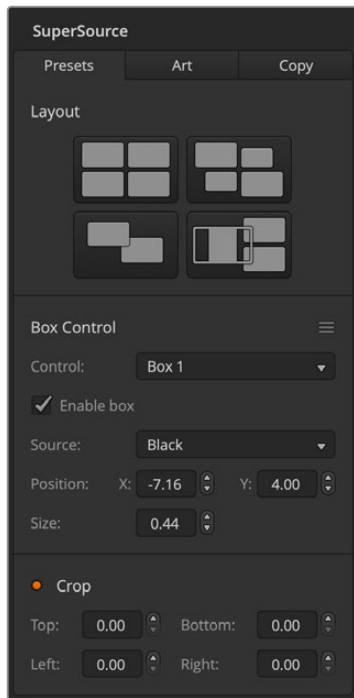 SuperSource
Presets Art Copy
Layout
Box Control
Control: Box 1
Enable box
Source: Black
Position: X: -7.16 Y: 4.00
Size: 0.44
Crop
Top: 0.00 Bottom: 0.00
Left: 0.00 Right: 0.00